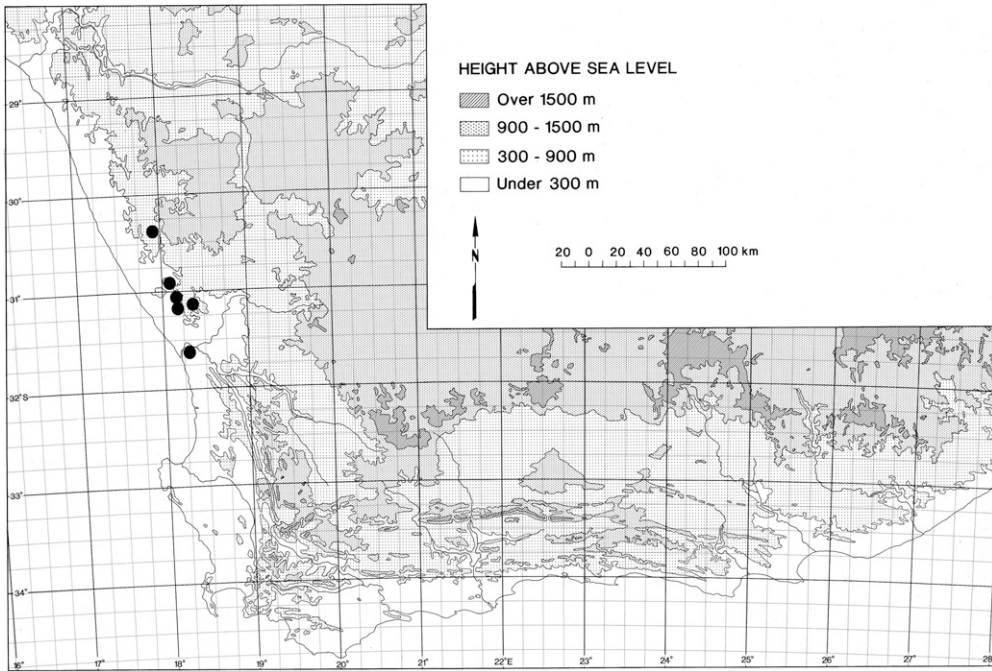 HEIGHT ABOVE SEA LEVEL
Over 1500 m
900 - 1500 m
300 - 900 m
Under 300 m
N
20 0 20 40 60 80 100 km
29°
30°
31°
32°S
33°
34°
16° 17° 18° 19° 20° 21° 22°E 23° 24° 25° 26° 27° 28